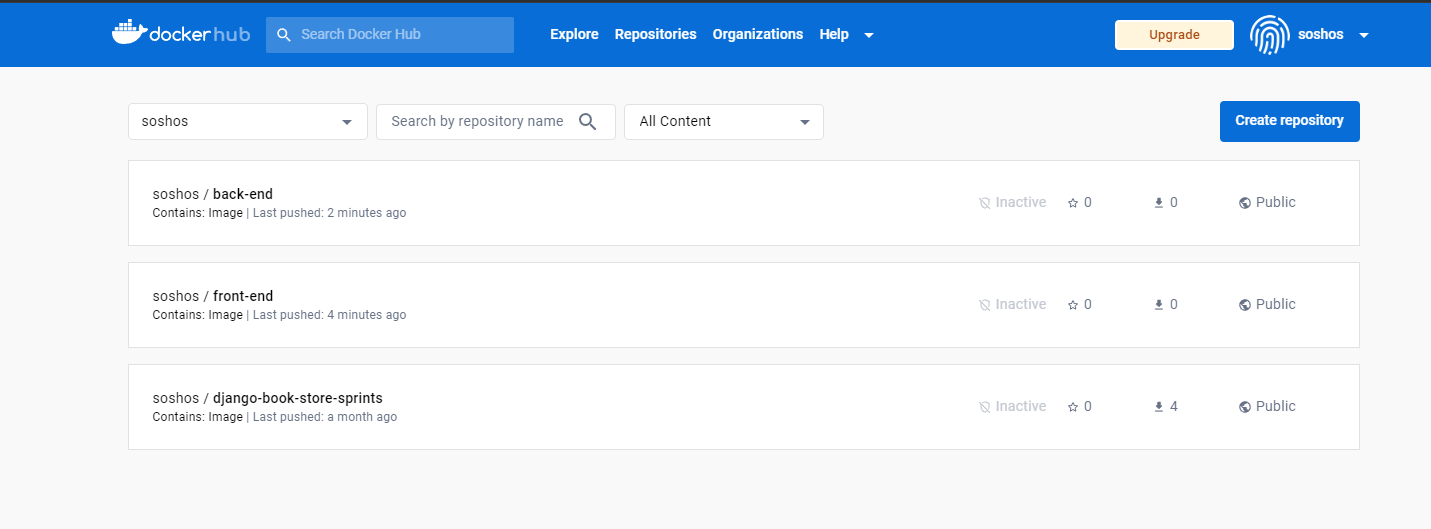 dockerhub Search Docker Hub Explore Repositories Organizations Help Upgrade soshos
soshos Search by repository name All Content Create repository
soshos / back-end
Contains: Image | Last pushed: 2 minutes ago
Inactive 0 0 Public
soshos / front-end
Contains: Image | Last pushed: 4 minutes ago
Inactive 0 0 Public
soshos / django-book-store-sprints
Contains: Image | Last pushed: a month ago
Inactive 0 4 Public